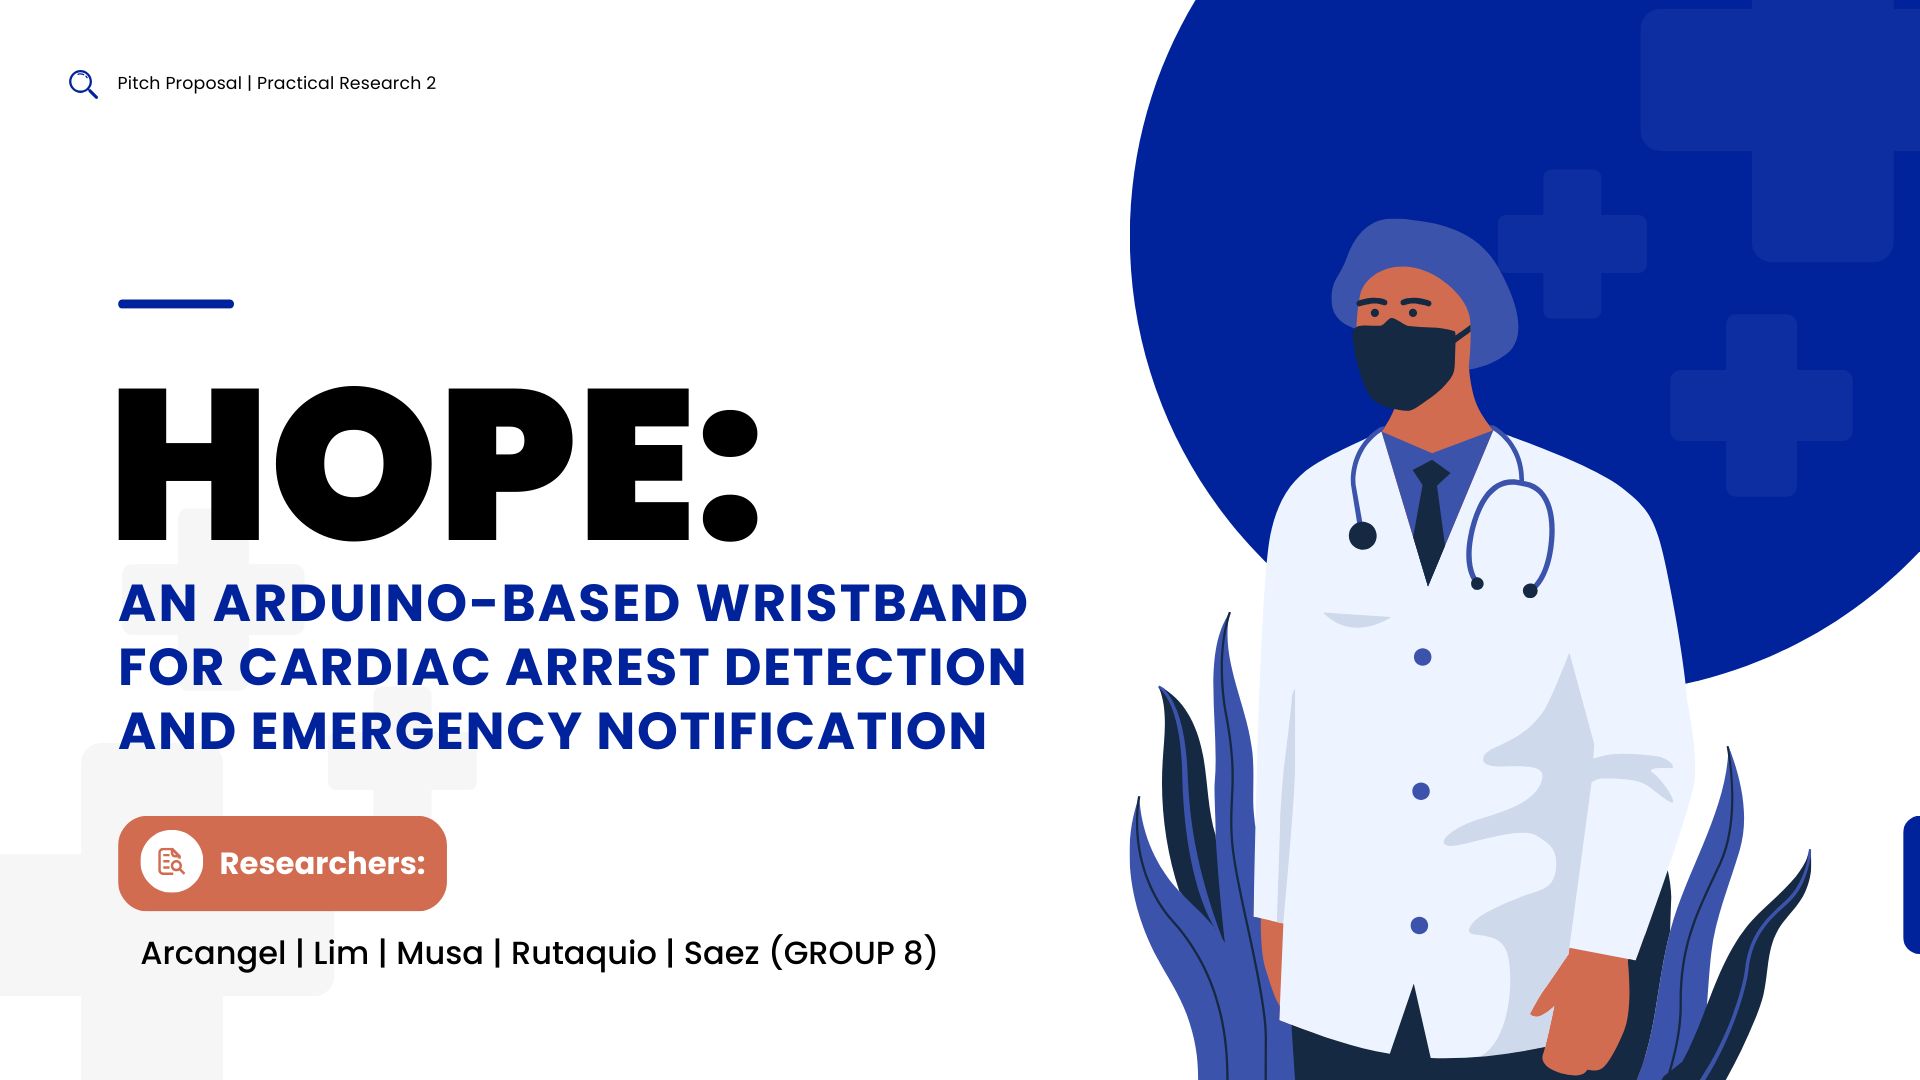 Pitch Proposal | Practical Research 2
HOPE:
AN ARDUINO-BASED WRISTBAND
FOR CARDIAC ARREST DETECTION
AND EMERGENCY NOTIFICATION
Researchers:
Arcangel | Lim | Musa | Rutaquio | Saez (GROUP 8)